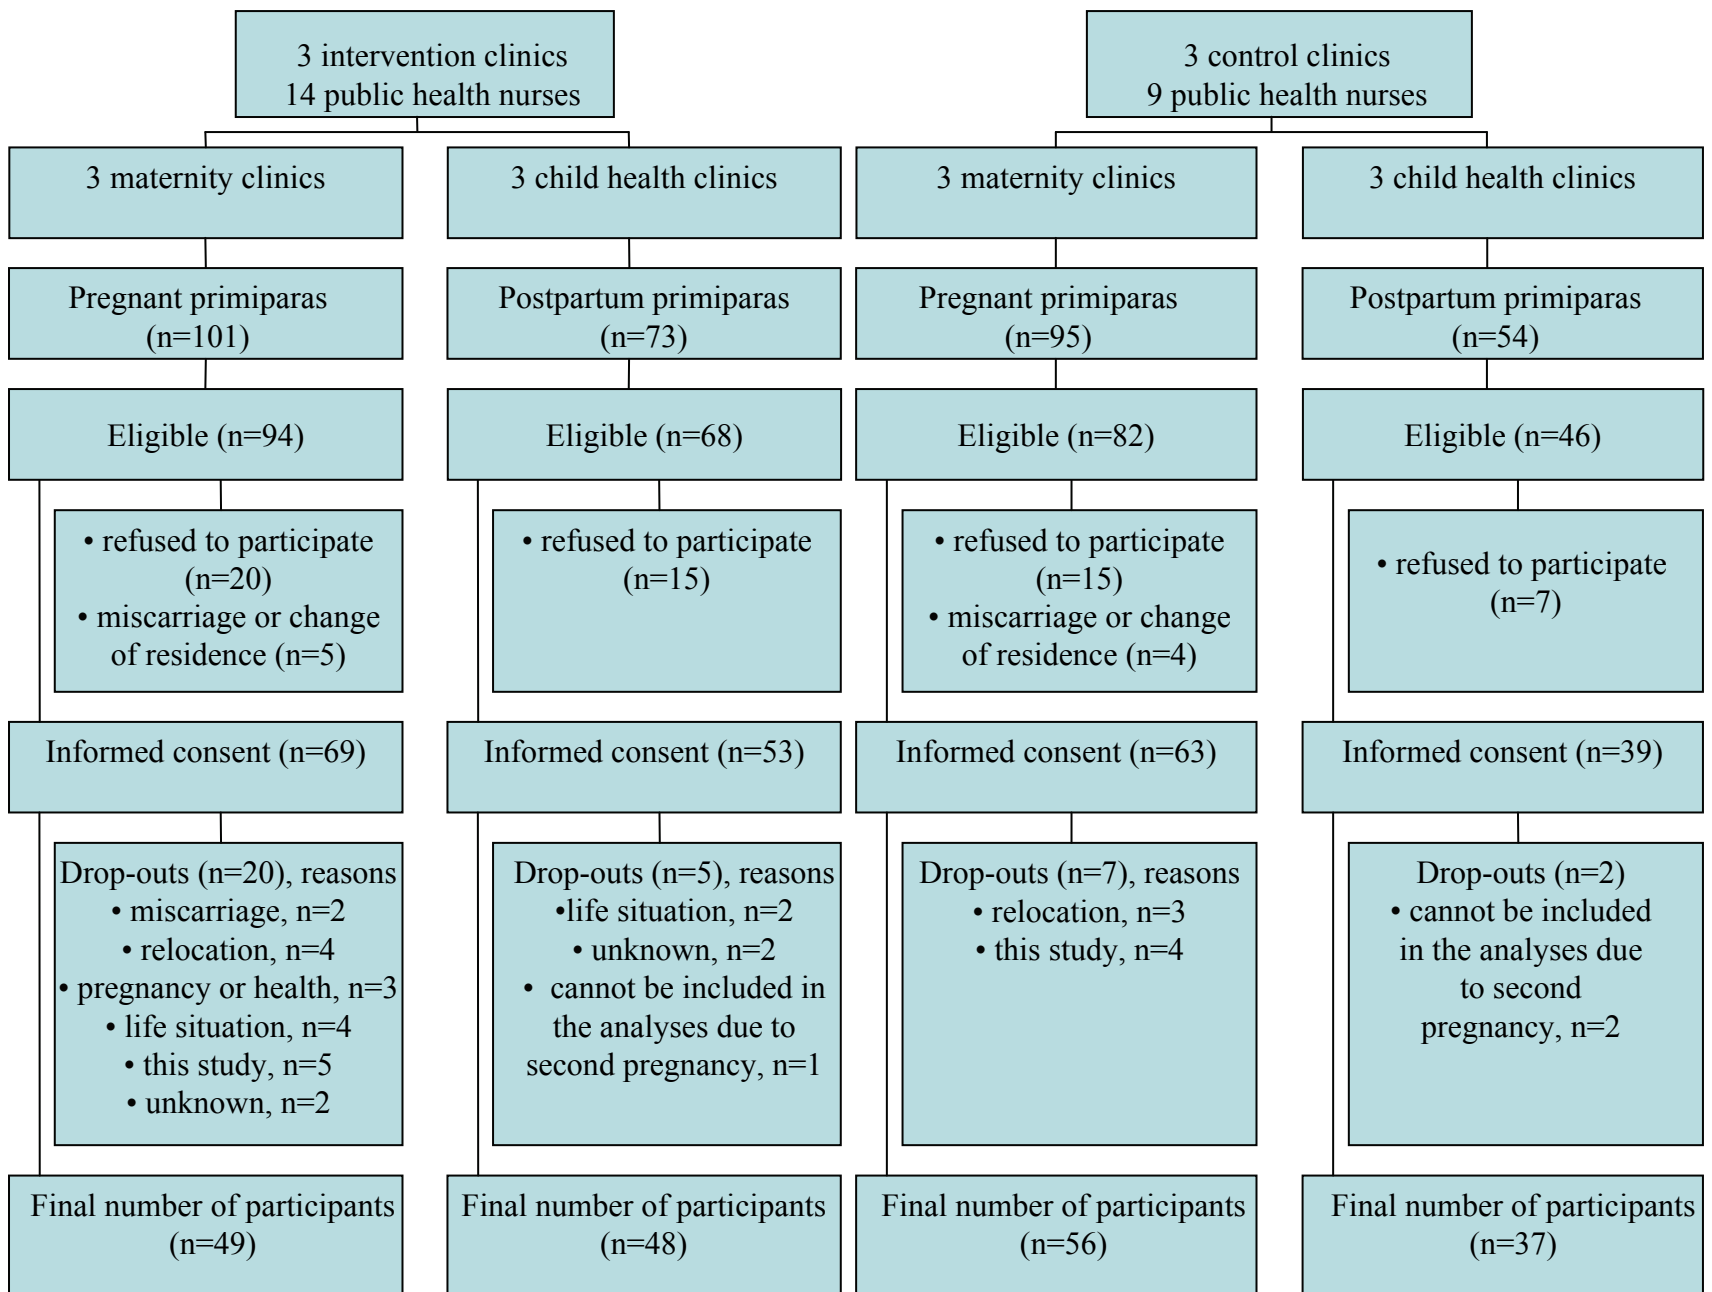 3 intervention clinics
14 public health nurses
3 control clinics
9 public health nurses
3 maternity clinics
3 child health clinics
3 maternity clinics
3 child health clinics
Pregnant primiparas
(n=101)
Postpartum primiparas
(n=73)
Pregnant primiparas
(n=95)
Postpartum primiparas
(n=54)
Eligible (n=94)
Eligible (n=68)
Eligible (n=82)
Eligible (n=46)
• refused to participate
(n=20)
• miscarriage or change
of residence (n=5)
• refused to participate
(n=15)
• refused to participate
(n=15)
• miscarriage or change
of residence (n=4)
• refused to participate
(n=7)
Informed consent (n=69)
Informed consent (n=53)
Informed consent (n=63)
Informed consent (n=39)
Drop-outs (n=20), reasons
• miscarriage, n=2
• relocation, n=4
• pregnancy or health, n=3
• life situation, n=4
• this study, n=5
• unknown, n=2
Drop-outs (n=5), reasons
•life situation, n=2
• unknown, n=2
• cannot be included in
the analyses due to
second pregnancy, n=1
Drop-outs (n=7), reasons
• relocation, n=3
• this study, n=4
Drop-outs (n=2)
• cannot be included
in the analyses due
to second
pregnancy, n=2
Final number of participants
(n=49)
Final number of participants
(n=48)
Final number of participants
(n=56)
Final number of participants
(n=37)